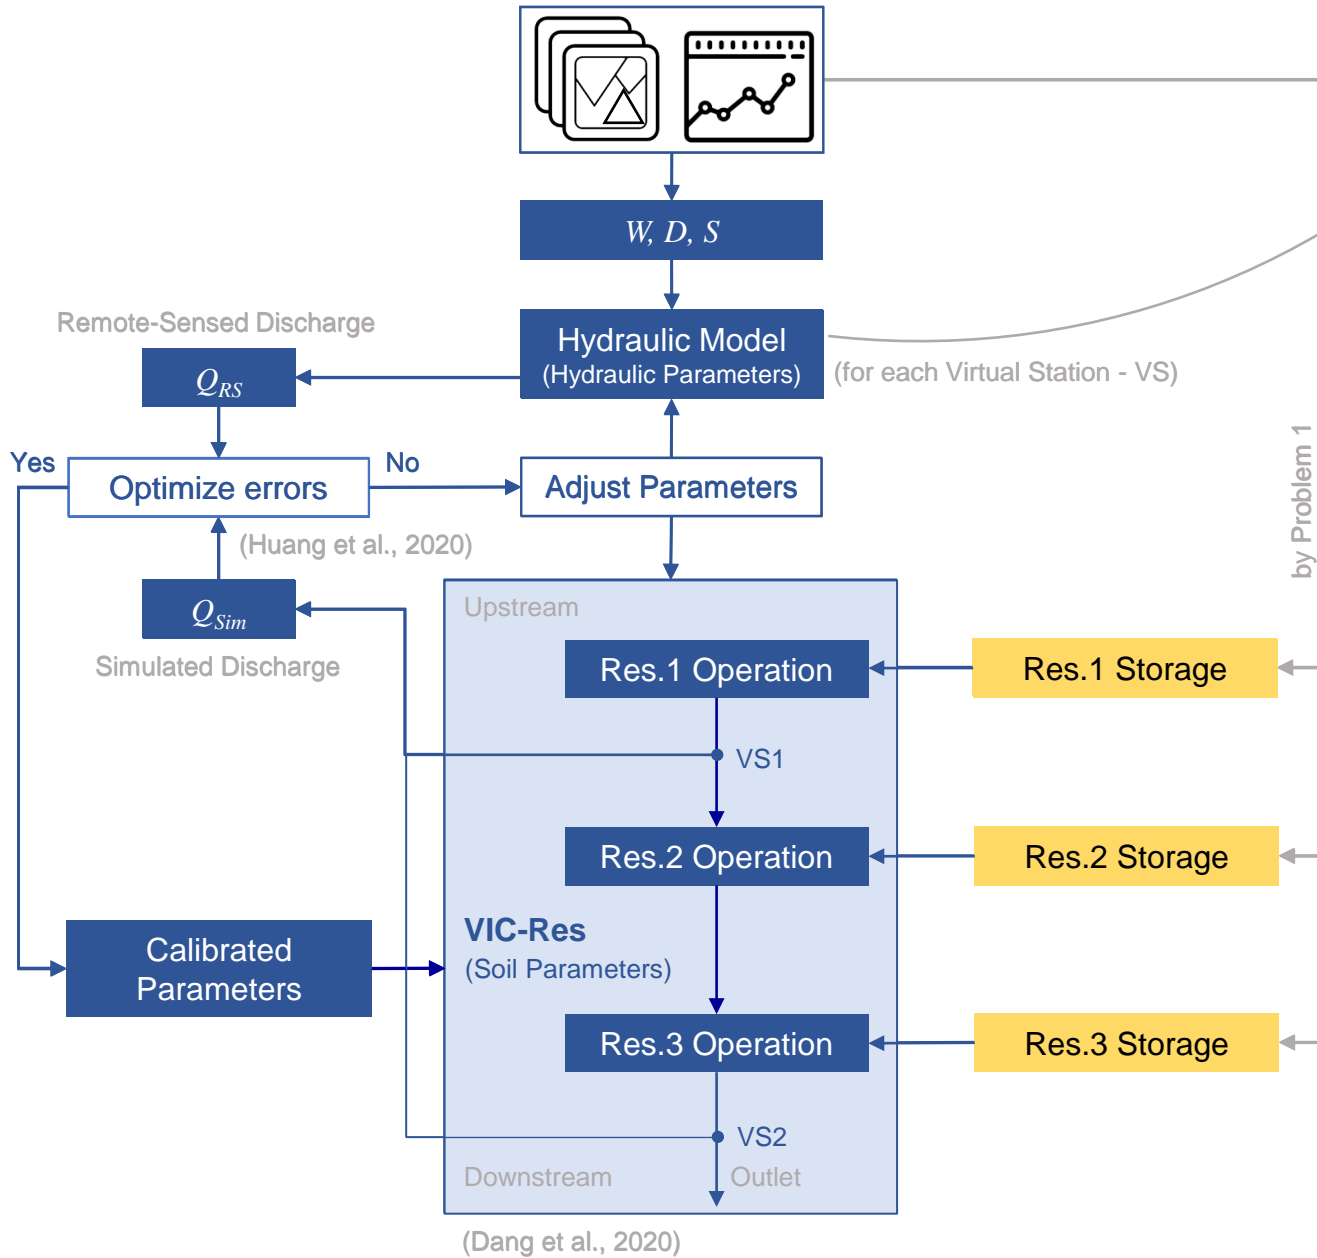 W, D, S
Remote-Sensed Discharge
Hydraulic Model
(Hydraulic Parameters)
(for each Virtual Station - VS)
Q_RS
Yes
No
Optimize errors
Adjust Parameters
by Problem 1
(Huang et al., 2020)
Q_Sim
Simulated Discharge
Upstream
Res.1 Operation
Res.1 Storage
VS1
Res.2 Operation
Res.2 Storage
VIC-Res
(Soil Parameters)
Calibrated
Parameters
Res.3 Operation
Res.3 Storage
VS2
Downstream
Outlet
(Dang et al., 2020)